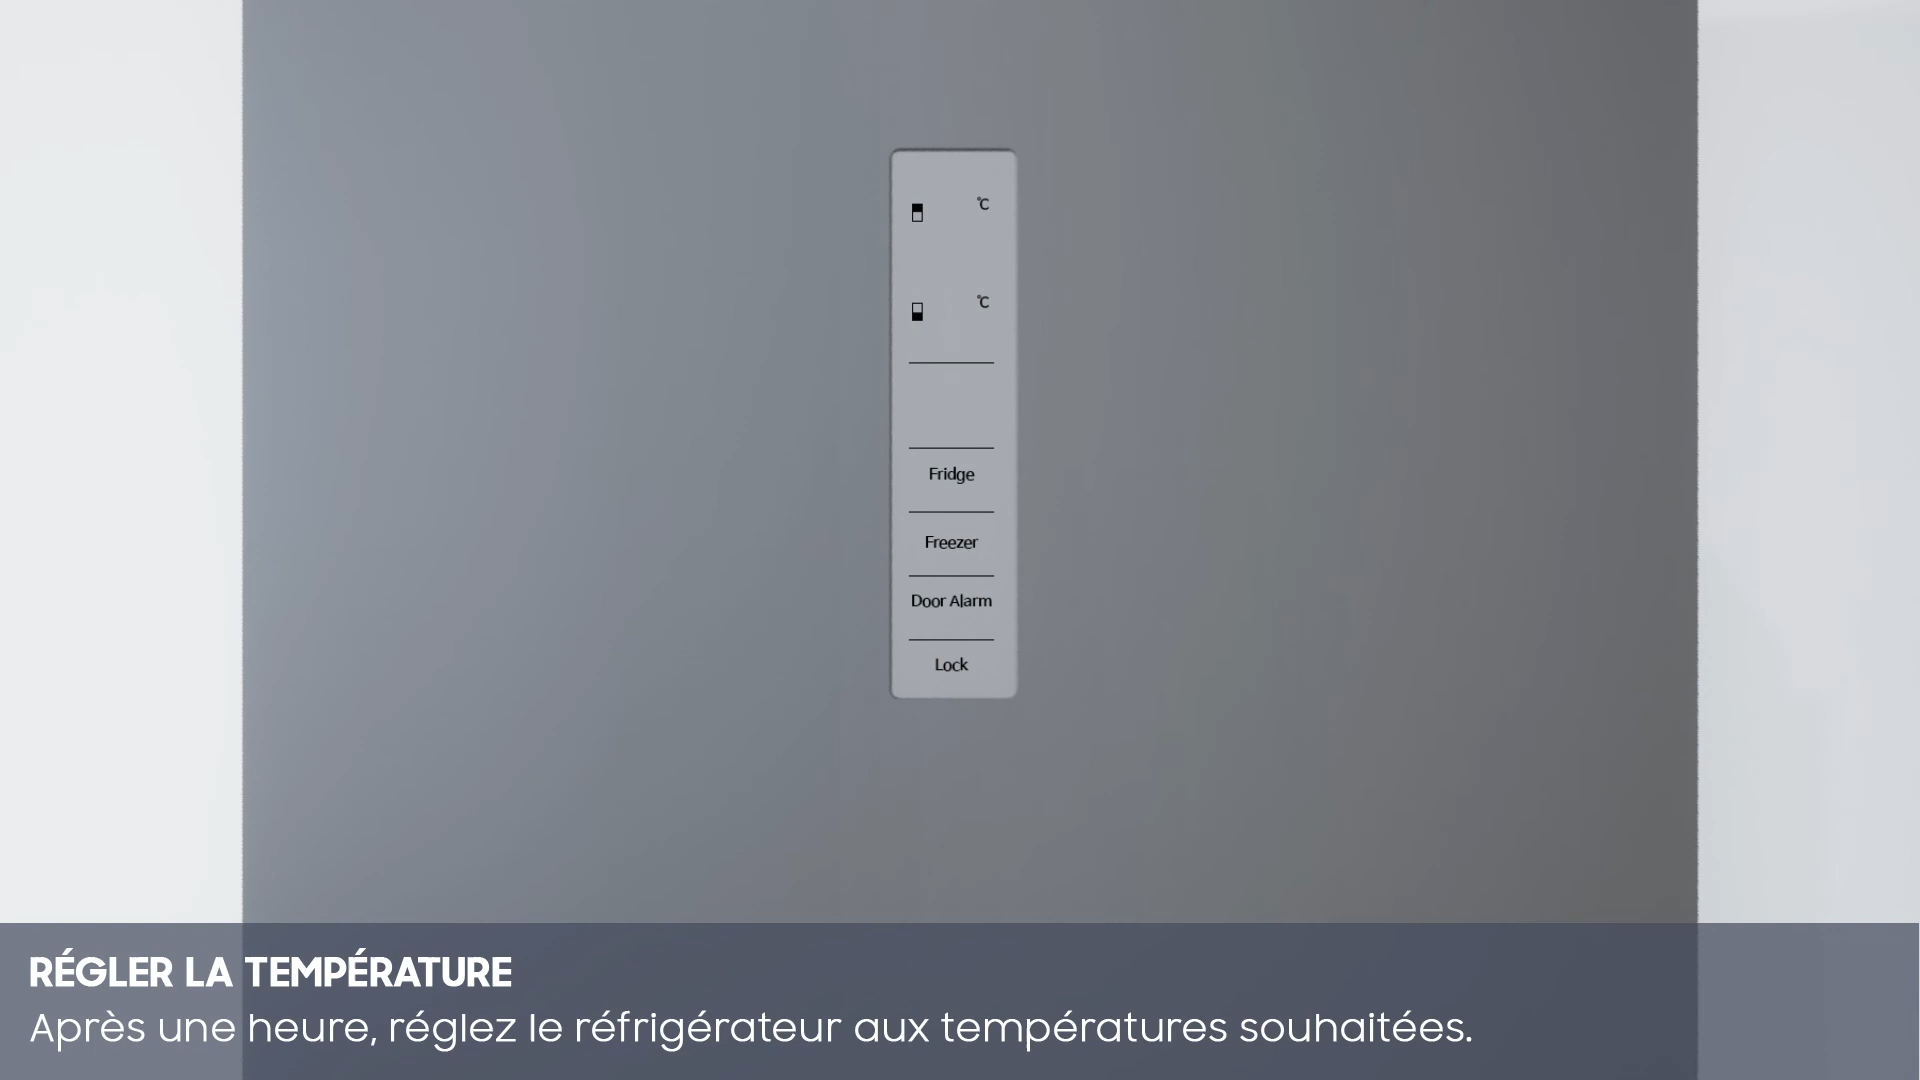 °C
°C
Fridge
Freezer
Door Alarm
Lock
RÉGLER LA TEMPÉRATURE
Après une heure, réglez le réfrigérateur aux températures souhaitées.